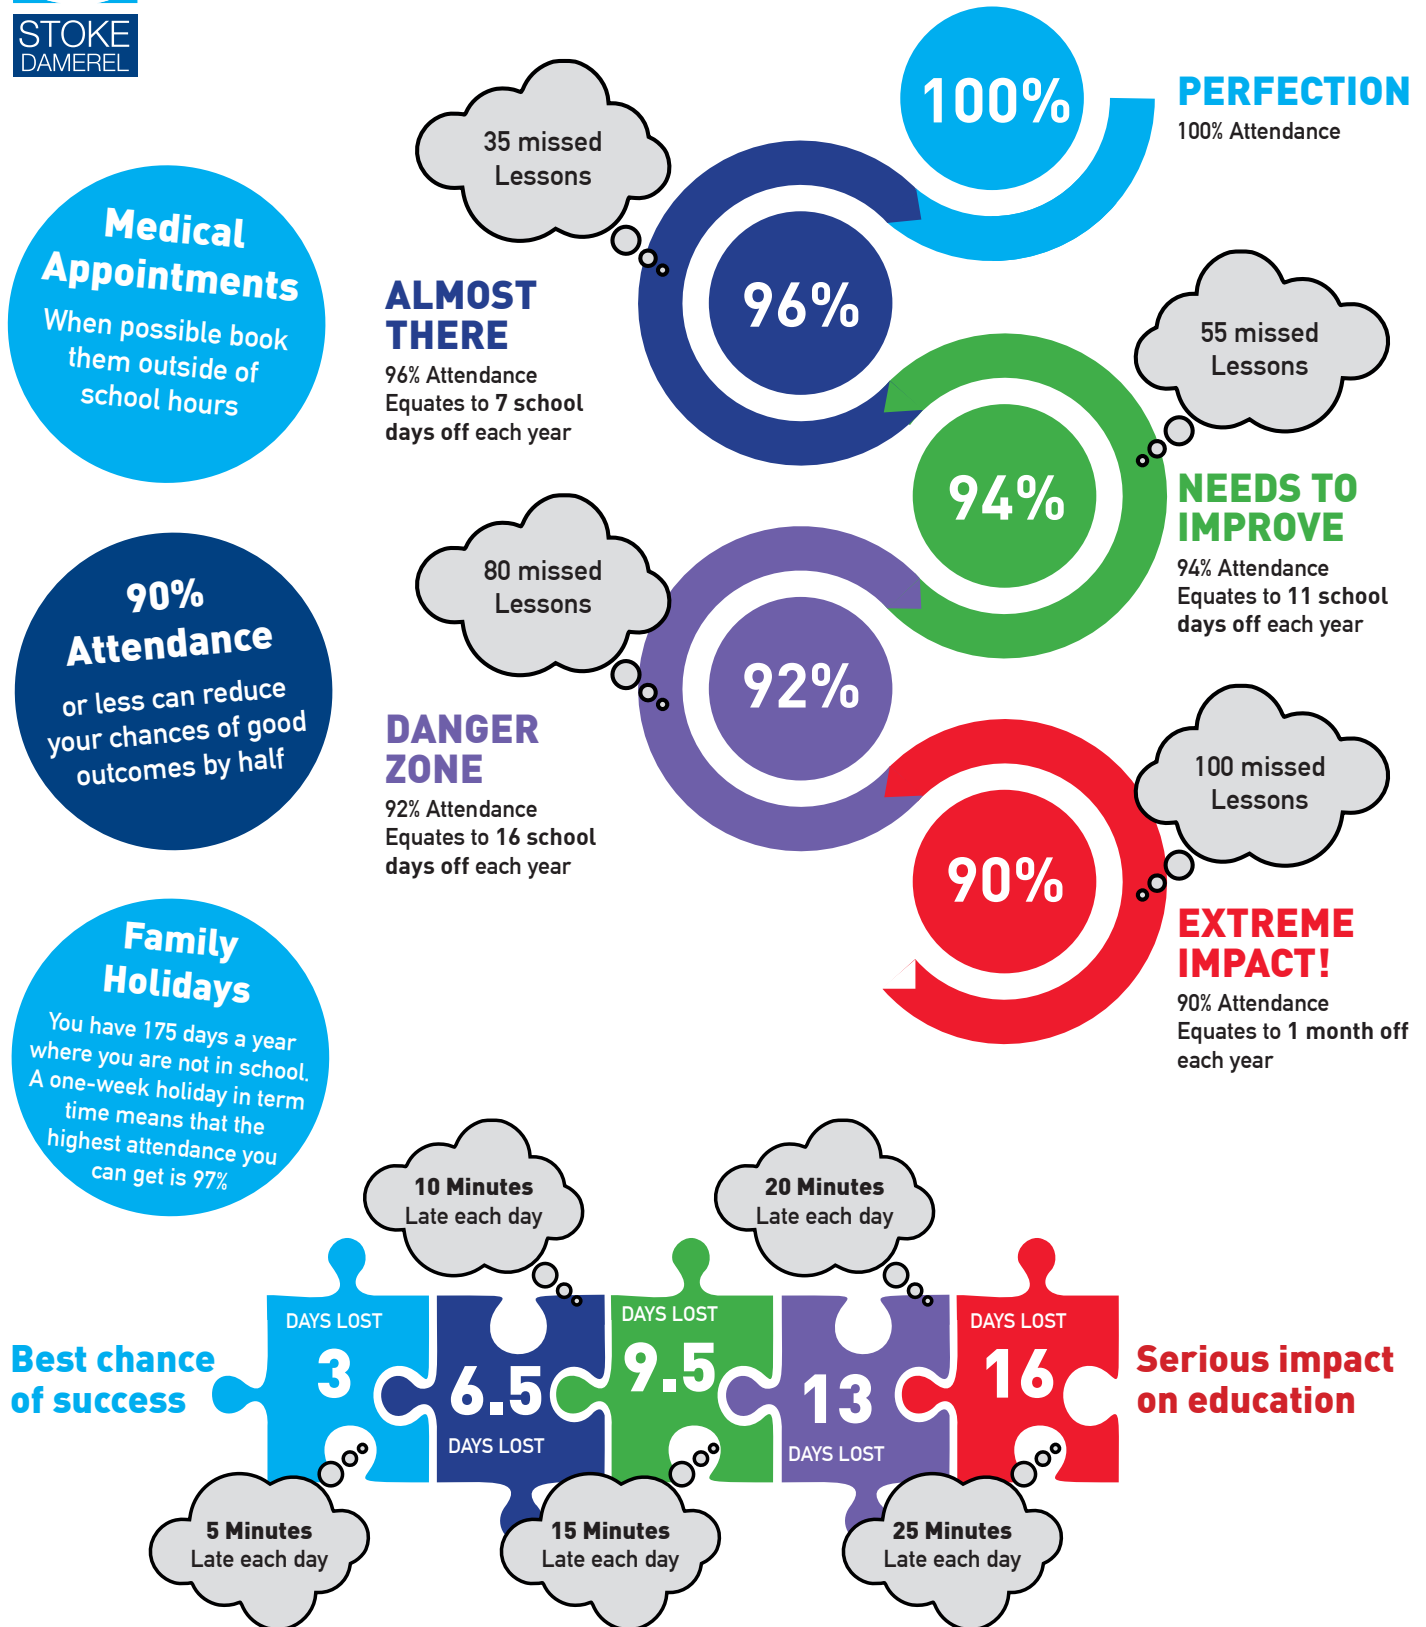 STOKE
DAMEREL
100%
PERFECTION
100% Attendance
35 missed
Lessons
96%
ALMOST
THERE
96% Attendance
Equates to 7 school
days off each year
55 missed
Lessons
94%
NEEDS TO
IMPROVE
94% Attendance
Equates to 11 school
days off each year
80 missed
Lessons
92%
DANGER
ZONE
92% Attendance
Equates to 16 school
days off each year
100 missed
Lessons
90%
EXTREME
IMPACT!
90% Attendance
Equates to 1 month off
each year
Medical
Appointments
When possible book
them outside of
school hours
90%
Attendance
or less can reduce
your chances of good
outcomes by half
Family
Holidays
You have 175 days a year
where you are not in school.
A one-week holiday in term
time means that the
highest attendance you
can get is 97%
Best chance
of success
DAYS LOST
3
5 Minutes
Late each day
10 Minutes
Late each day
6.5
DAYS LOST
DAYS LOST
9.5
15 Minutes
Late each day
20 Minutes
Late each day
13
DAYS LOST
DAYS LOST
16
25 Minutes
Late each day
Serious impact
on education